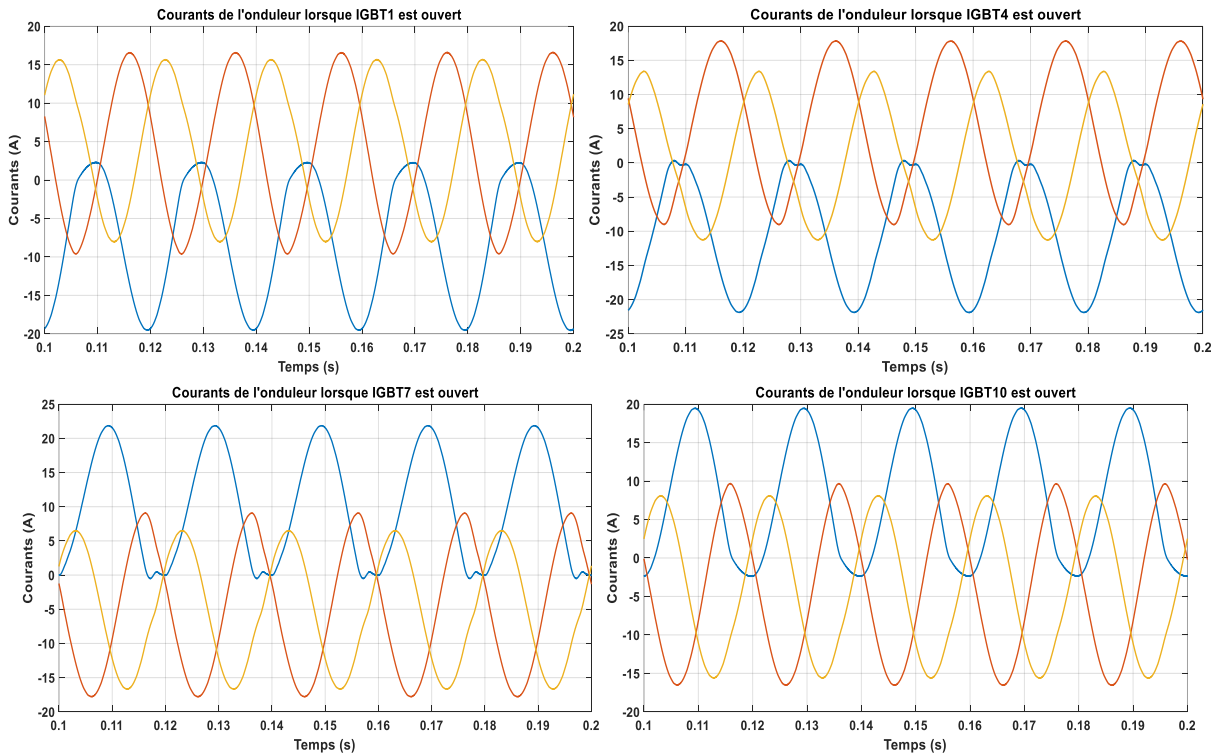 Courants de l'onduleur lorsque IGBT1 est ouvert
Courants (A)
20
15
10
5
0
-5
-10
-15
-20
0.1 0.11 0.12 0.13 0.14 0.15 0.16 0.17 0.18 0.19 0.2
Temps (s)
Courants de l'onduleur lorsque IGBT4 est ouvert
Courants (A)
20
15
10
5
0
-5
-10
-15
-20
-25
0.1 0.11 0.12 0.13 0.14 0.15 0.16 0.17 0.18 0.19 0.2
Temps (s)
Courants de l'onduleur lorsque IGBT7 est ouvert
Courants (A)
25
20
15
10
5
0
-5
-10
-15
-20
0.1 0.11 0.12 0.13 0.14 0.15 0.16 0.17 0.18 0.19 0.2
Temps (s)
Courants de l'onduleur lorsque IGBT10 est ouvert
Courants (A)
20
15
10
5
0
-5
-10
-15
-20
0.1 0.11 0.12 0.13 0.14 0.15 0.16 0.17 0.18 0.19 0.2
Temps (s)